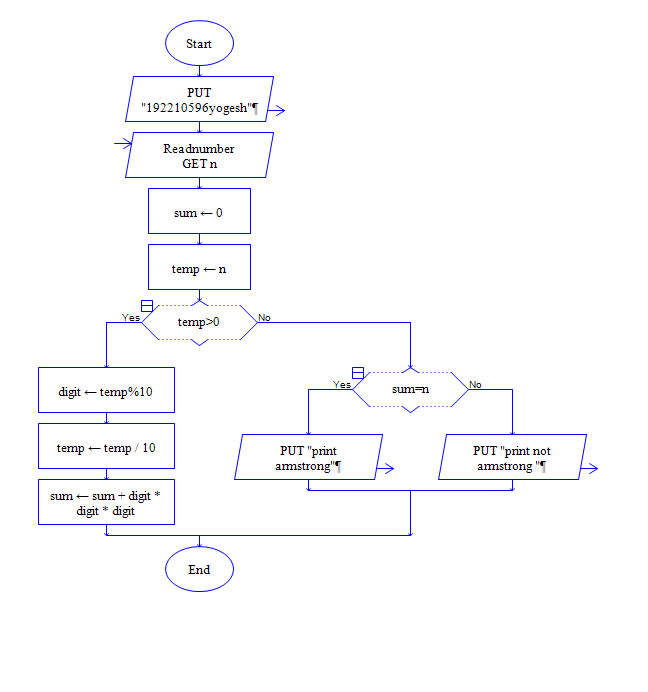 Start
PUT
"192210596yogesh"¶
Readnumber
GET n
sum ← 0
temp ← n
Yes
temp>0
No
digit ← temp%10
temp ← temp / 10
sum ← sum + digit *
digit * digit
Yes
sum=n
No
PUT "print
armstrong"¶
PUT "print not
armstrong "¶
End